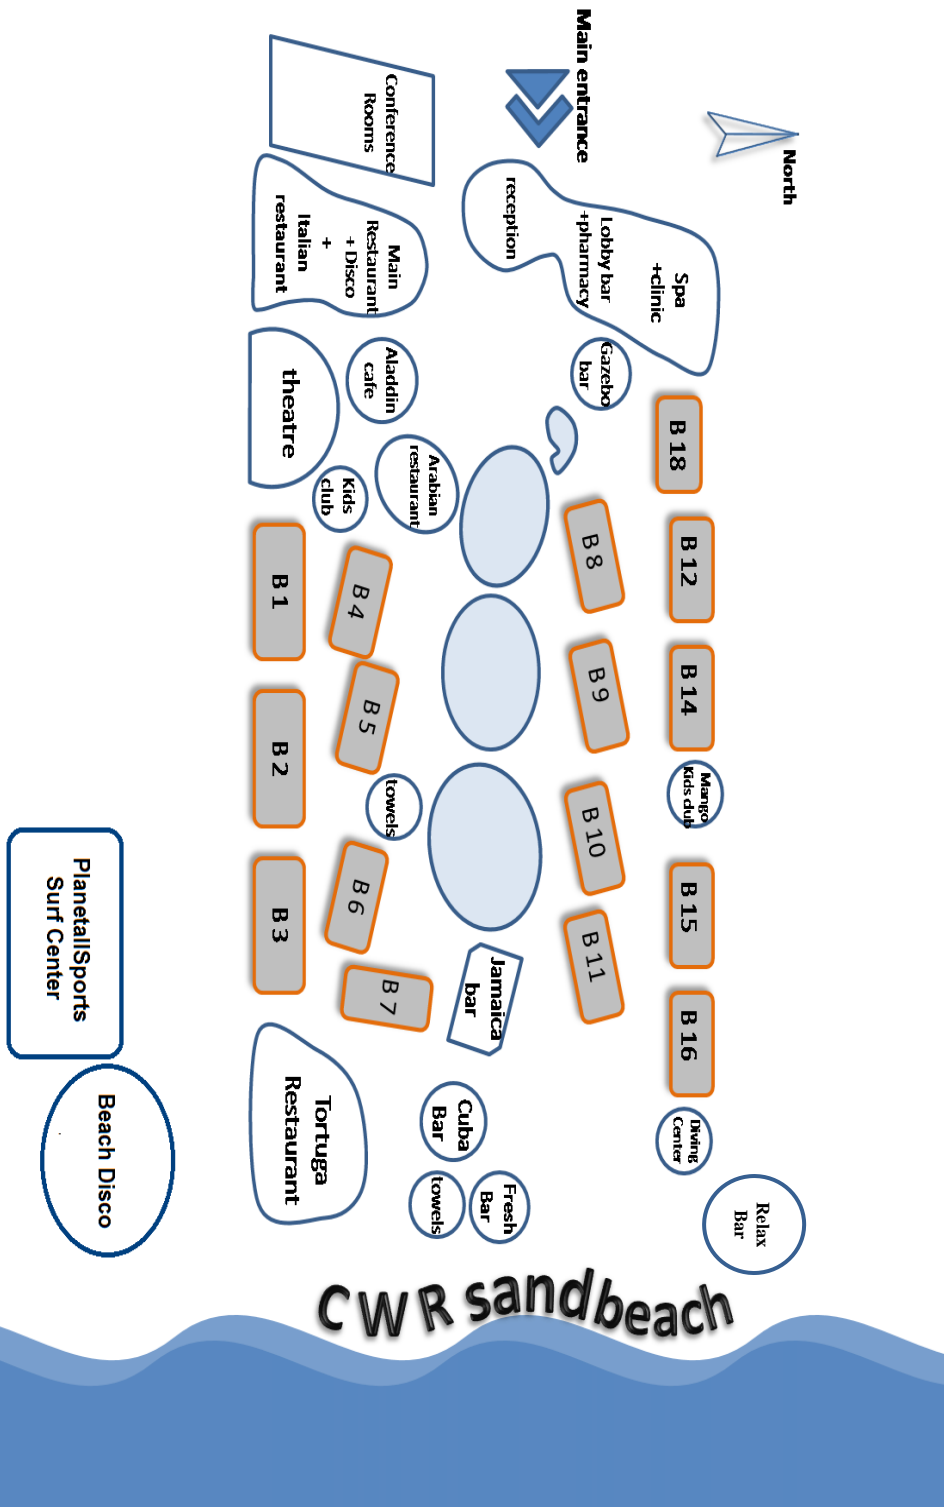 Main entrance
North
Conference
Rooms
reception
Lobby bar
+pharmacy
Spa
+clinic
Main
Restaurant
+Disco
+
Italian
restaurant
Gazebo
bar
Aladdin
cafe
theatre
Arabian
restaurant
Kids
club
B 18
B 12
B 14
Mango
Kids club
B 15
B 16
Diving
Center
Relax
Bar
B 8
B 9
B 10
B 11
B 4
B 5
towels
B 6
B 7
B 1
B 2
B 3
Jamaica
bar
Cuba
Bar
Fresh
Bar
towels
Tortuga
Restaurant
PlanetallSports
Surf Center
Beach Disco
CWR sandbeach